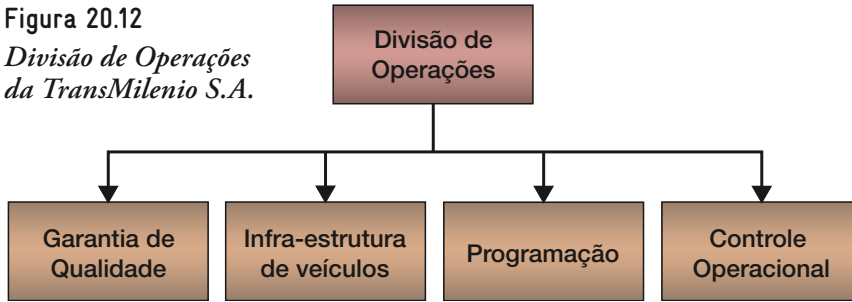 Figura 20.12
Divisão de Operações
da TransMilenio S.A.
Divisão de
Operações
Garantia de
Qualidade
Infra-estrutura
de veículos
Programação
Controle
Operacional